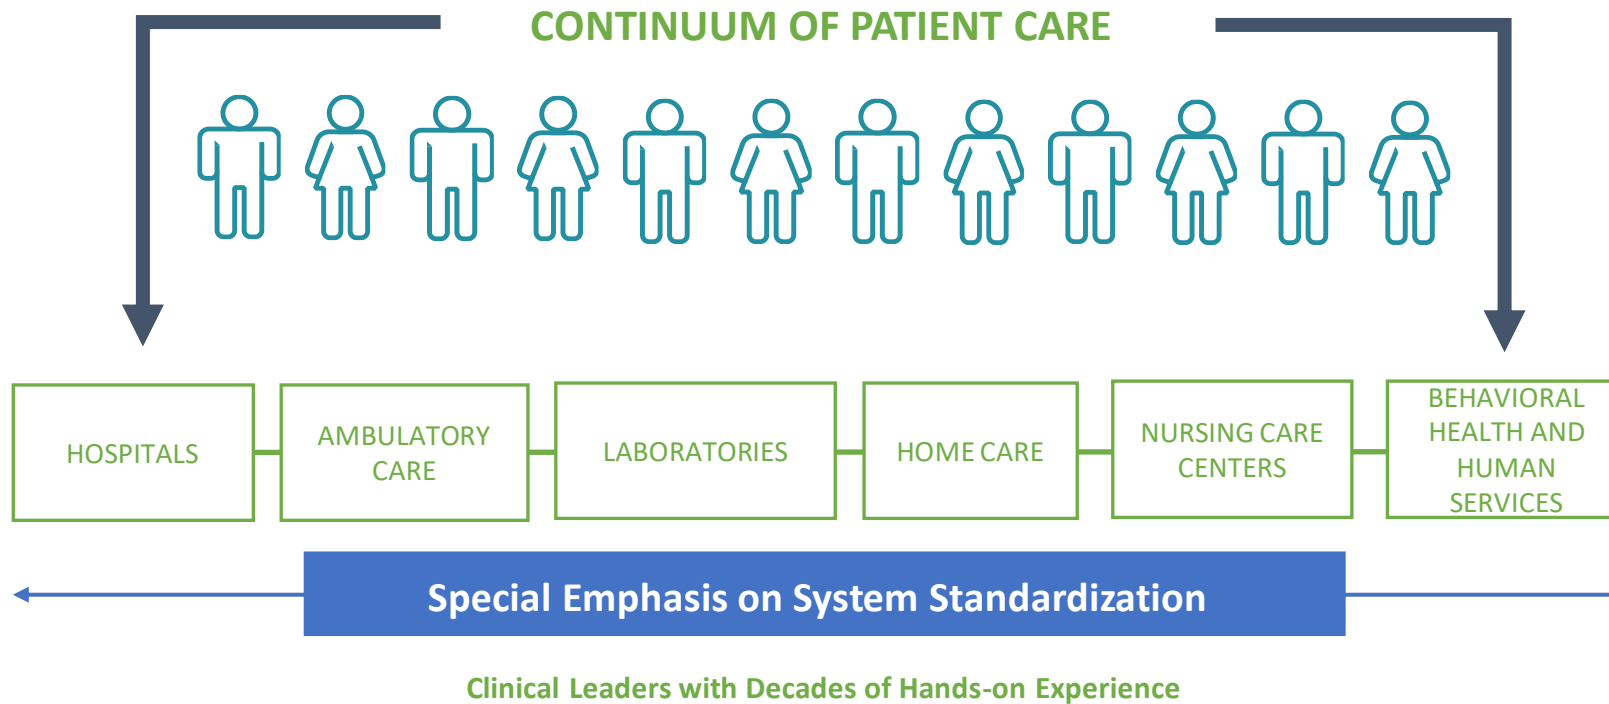 CONTINUUM OF PATIENT CARE
HOSPITALS
AMBULATORY
CARE
LABORATORIES
HOME CARE
NURSING CARE
CENTERS
BEHAVIORAL
HEALTH AND
HUMAN
SERVICES
Special Emphasis on System Standardization
Clinical Leaders with Decades of Hands-on Experience